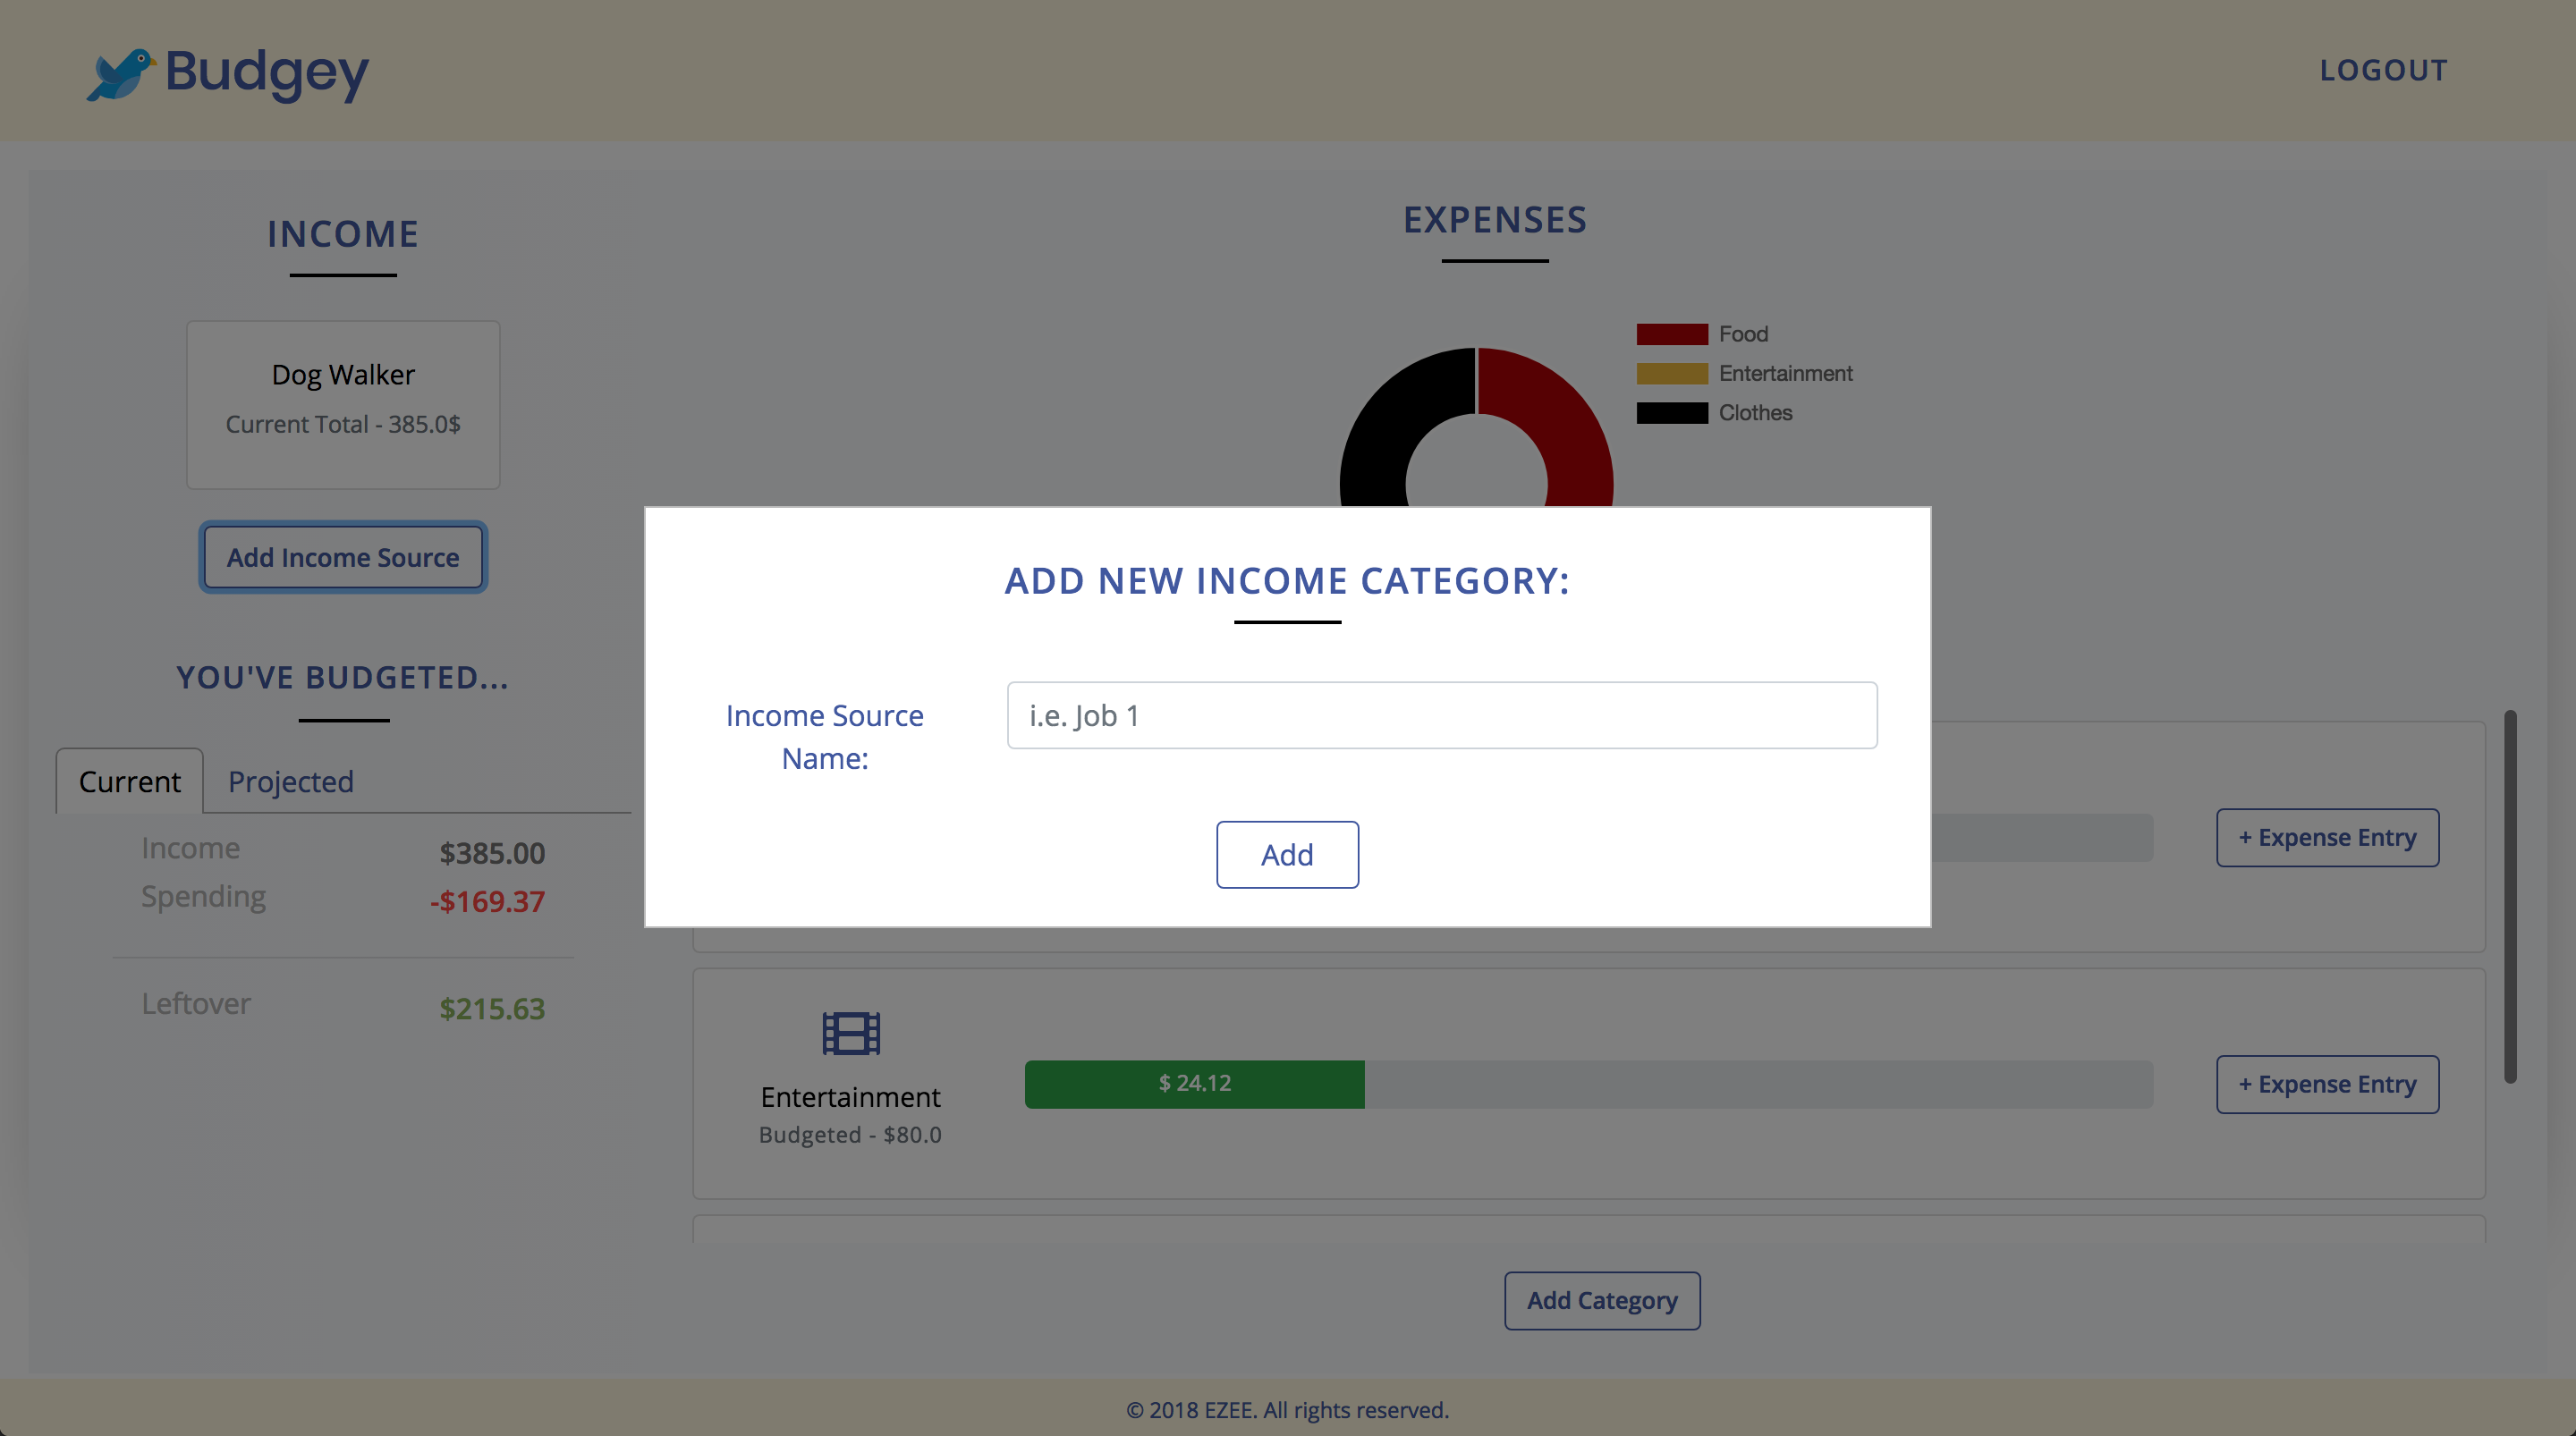 Budgey
LOGOUT
INCOME
Dog Walker
Current Total - 385.0$
Add Income Source
YOU'VE BUDGETED...
Current
Projected
Income
$385.00
Spending
-$169.37
Leftover
$215.63
EXPENSES
Food
Entertainment
Clothes
ADD NEW INCOME CATEGORY:
Income Source
Name:
i.e. Job 1
Add
+ Expense Entry
Entertainment
Budgeted - $80.0
$ 24.12
+ Expense Entry
Add Category
© 2018 EZEE. All rights reserved.